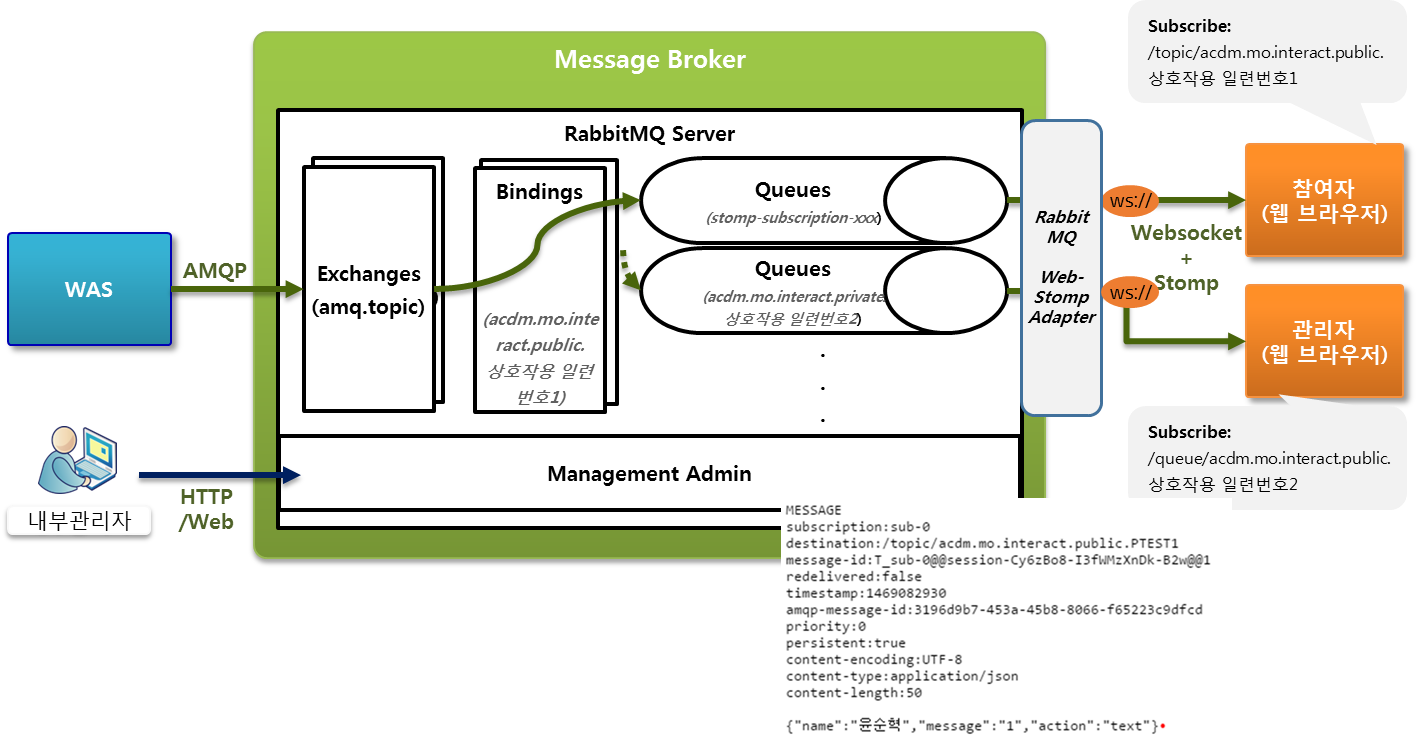 Subscribe:
/topic/acdm.mo.interact.public.
상호작용 일련번호1
Message Broker
RabbitMQ Server
Exchanges
(amq.topic)
Bindings
(acdm.mo.inte
ract.public.
상호작용 일련
번호1)
Queues
(stomp-subscription-xxx)
Queues
(acdm.mo.interact.private.
상호작용 일련번호2)
.
.
.
Rabbit
MQ
Web-
Stomp
Adapter
ws://
ws://
Websocket
+
Stomp
참여자
(웹 브라우저)
관리자
(웹 브라우저)
WAS
AMQP
내부관리자
HTTP
/Web
Management Admin
Subscribe:
/queue/acdm.mo.interact.public.
상호작용 일련번호2
MESSAGE
subscription:sub-0
destination:/topic/acdm.mo.interact.public.PTEST1
message-id:T_sub-0@@session-Cy6zBo8-I3fWMzXnDk-B2w@@1
redelivered:false
timestamp:1469082930
amqp-message-id:3196d9b7-453a-45b8-8066-f65223c9dfcd
priority:0
persistent:true
content-encoding:UTF-8
content-type:application/json
content-length:50
{"name":"윤순혁","message":"1","action":"text"}